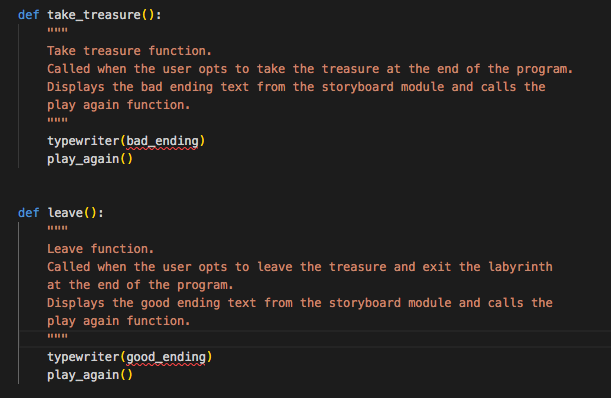 def take_treasure():
"""
Take treasure function.
Called when the user opts to take the treasure at the end of the program.
Displays the bad ending text from the storyboard module and calls the
play again function.
"""
typewriter(bad_ending)
play_again()
def leave():
"""
Leave function.
Called when the user opts to leave the treasure and exit the labyrinth
at the end of the program.
Displays the good ending text from the storyboard module and calls the
play again function.
"""
typewriter(good_ending)
play_again()